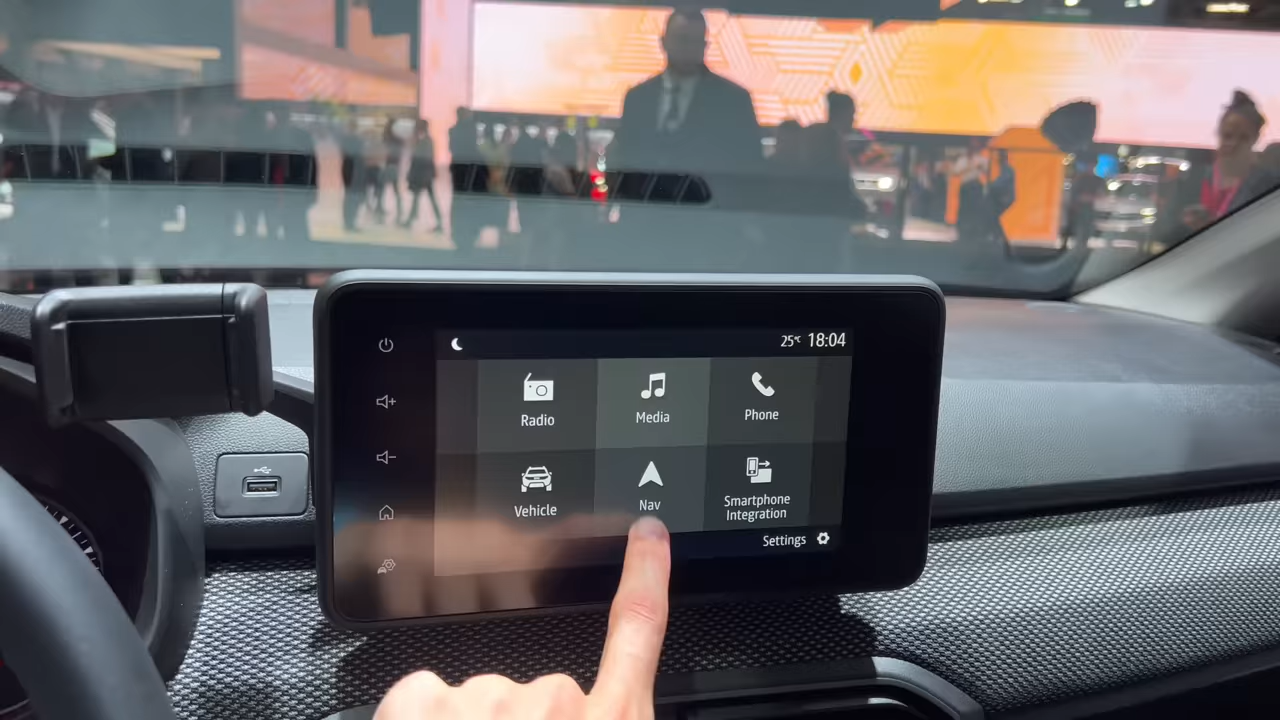 25°C 18:04
Radio
Media
Phone
Vehicle
Nav
Smartphone
Integration
Settings